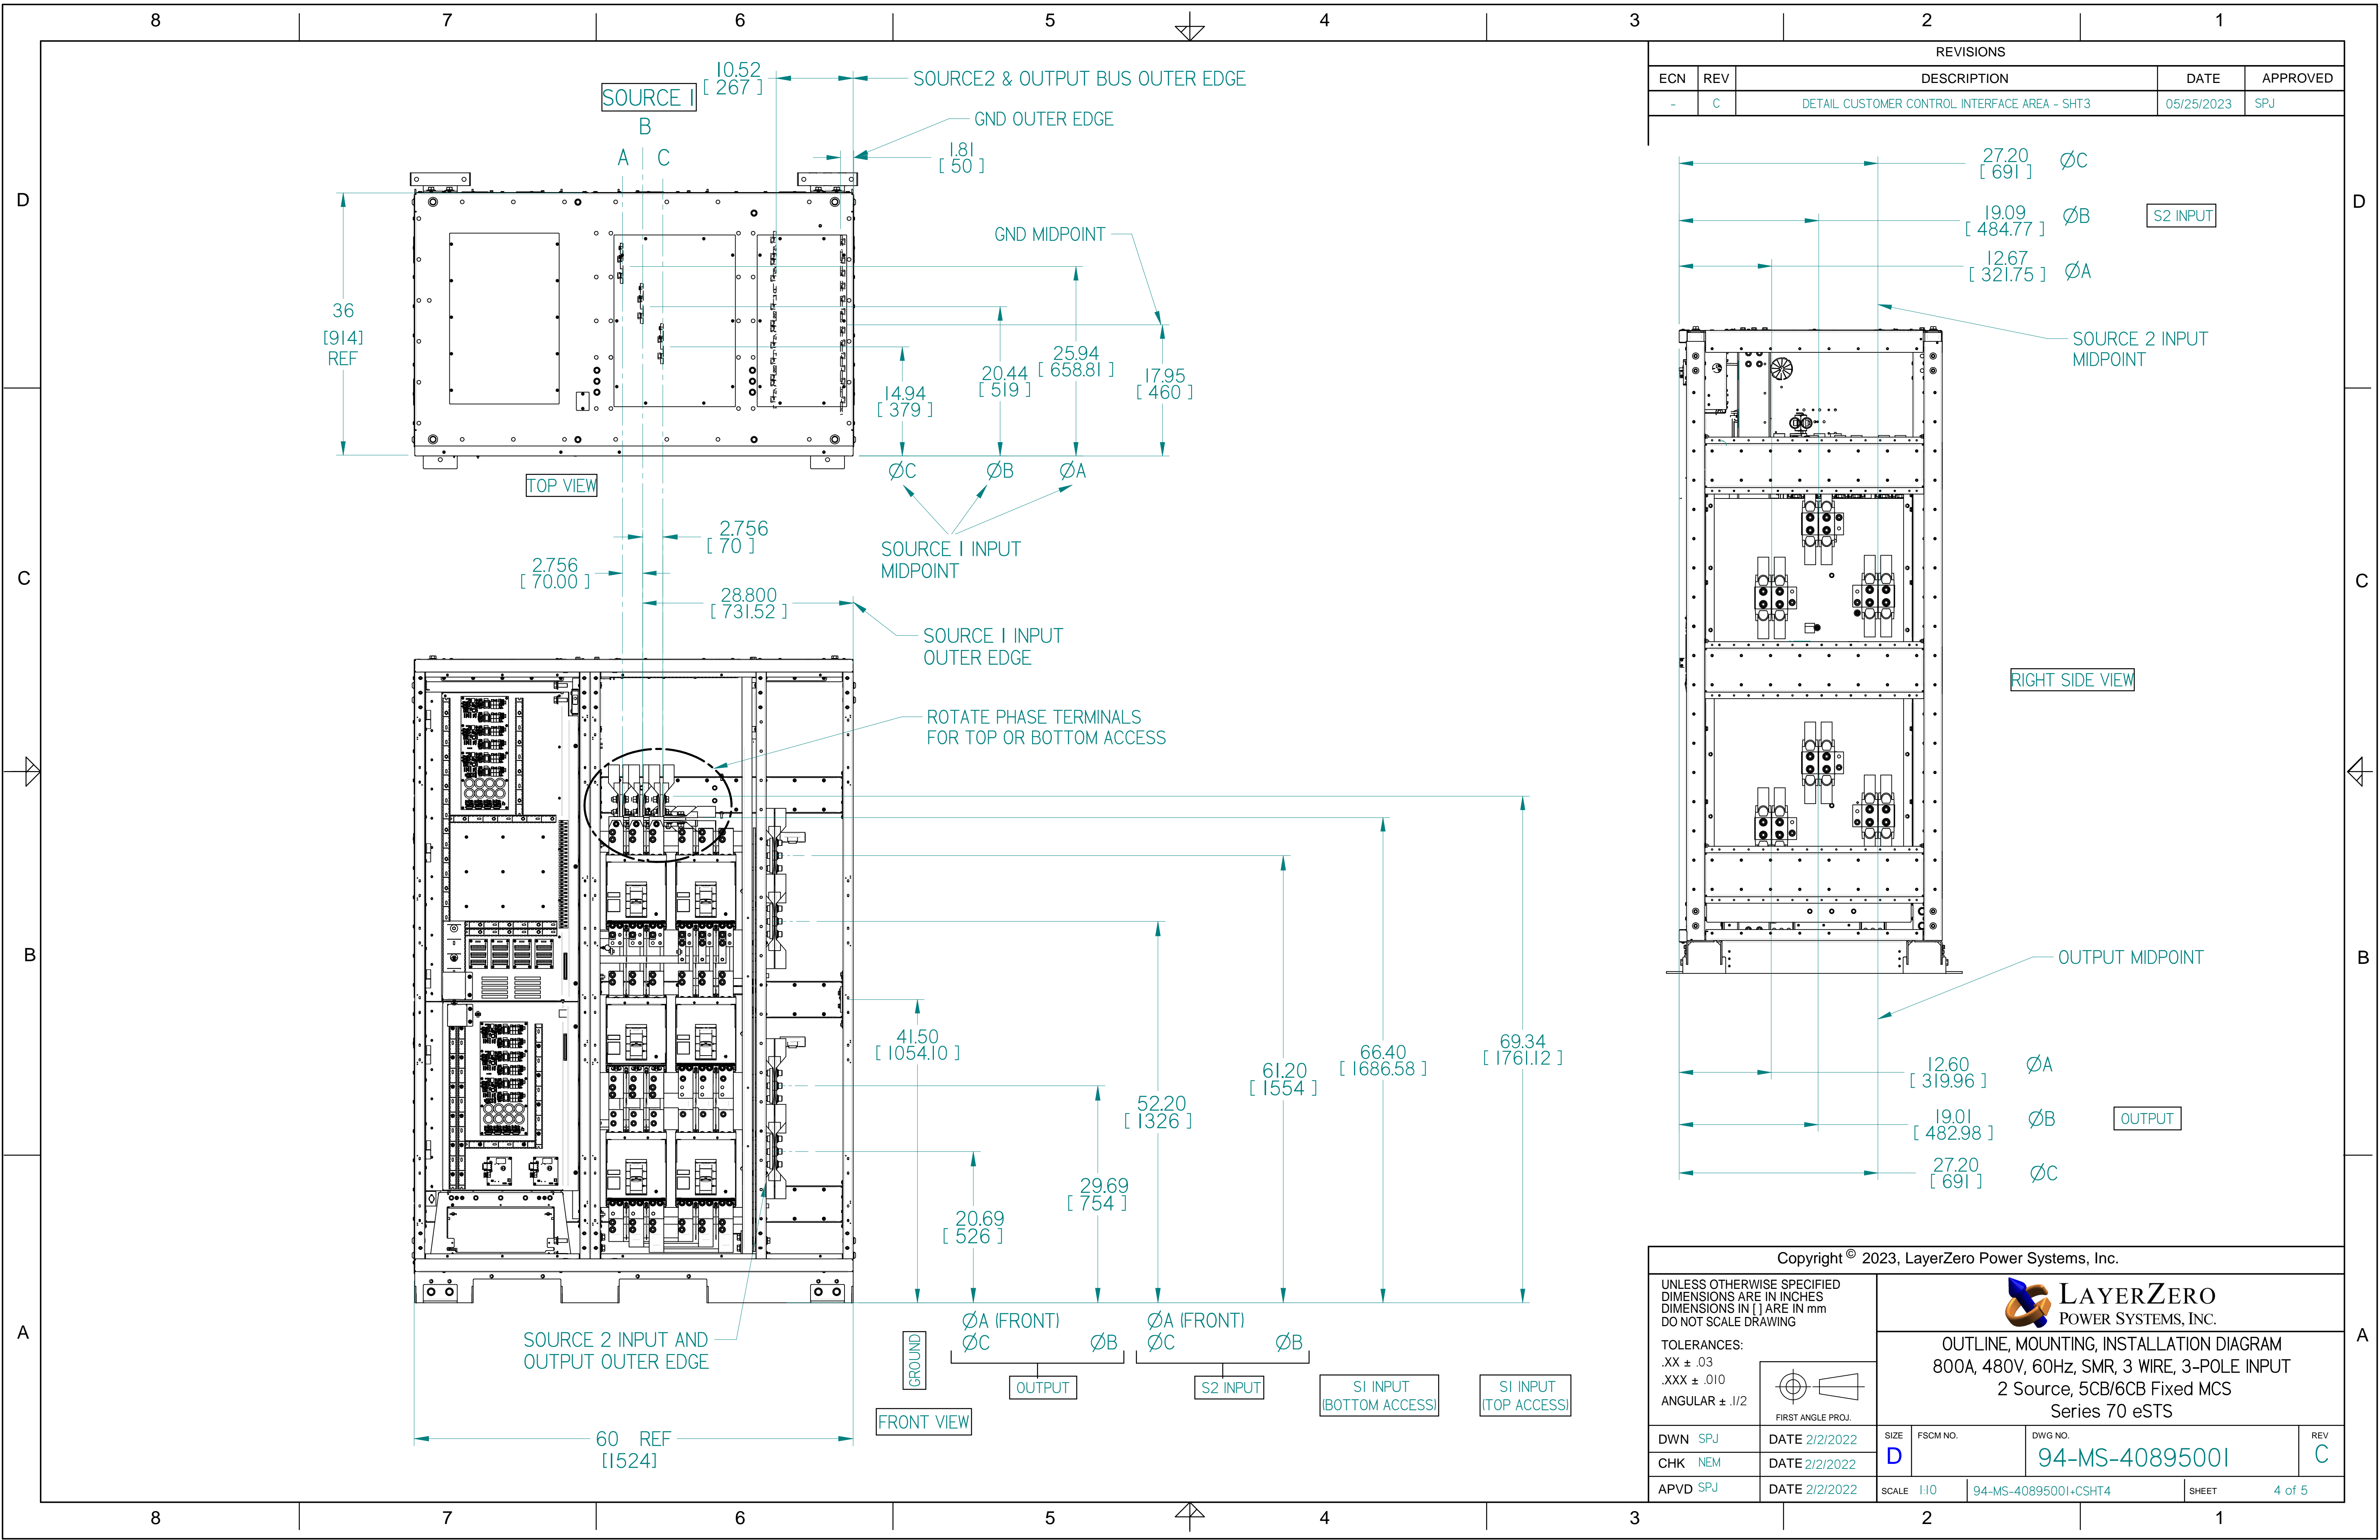 8 7 6 5 4 3 2 1
REVISIONS
ECN REV DESCRIPTION DATE APPROVED
- C DETAIL CUSTOMER CONTROL INTERFACE AREA - SHT3 05/25/2023 SPJ
D
D
C
C
B
B
A
A
SOURCE 1
B
A C
10.52
[ 267 ]
SOURCE2 & OUTPUT BUS OUTER EDGE
GND OUTER EDGE
1.81
[ 50 ]
GND MIDPOINT
36
[914]
REF
14.94
[ 379 ]
20.44
[ 519 ]
25.94
[ 658.81 ]
17.95
[ 460 ]
ØC ØB ØA
TOP VIEW
SOURCE 1 INPUT
MIDPOINT
2.756
[ 70 ]
2.756
[ 70.00 ]
28.800
[ 731.52 ]
SOURCE 1 INPUT
OUTER EDGE
ROTATE PHASE TERMINALS
FOR TOP OR BOTTOM ACCESS
41.50
[ 1054.10 ]
20.69
[ 526 ]
29.69
[ 754 ]
52.20
[ 1326 ]
61.20
[ 1554 ]
66.40
[ 1686.58 ]
69.34
[ 1761.12 ]
SOURCE 2 INPUT AND
OUTPUT OUTER EDGE
GROUND
ØA (FRONT)
ØC ØB
OUTPUT
ØA (FRONT)
ØC ØB
S2 INPUT
S1 INPUT
(BOTTOM ACCESS)
S1 INPUT
(TOP ACCESS)
FRONT VIEW
60 REF
[1524]
27.20
[ 691 ]
ØC
19.09
[ 484.77 ]
ØB
S2 INPUT
12.67
[ 321.75 ]
ØA
SOURCE 2 INPUT
MIDPOINT
RIGHT SIDE VIEW
OUTPUT MIDPOINT
12.60
[ 319.96 ]
ØA
19.01
[ 482.98 ]
ØB
OUTPUT
27.20
[ 691 ]
ØC
Copyright © 2023, LayerZero Power Systems, Inc.
UNLESS OTHERWISE SPECIFIED
DIMENSIONS ARE IN INCHES
DIMENSIONS IN [ ] ARE IN mm
DO NOT SCALE DRAWING
TOLERANCES:
.XX ± .03
.XXX ± .010
ANGULAR ± .1/2
FIRST ANGLE PROJ.
LAYERZERO
POWER SYSTEMS, INC.
OUTLINE, MOUNTING, INSTALLATION DIAGRAM
800A, 480V, 60Hz, SMR, 3 WIRE, 3-POLE INPUT
2 Source, 5CB/6CB Fixed MCS
Series 70 eSTS
DWN SPJ DATE 2/2/2022
CHK NEM DATE 2/2/2022
APVD SPJ DATE 2/2/2022
SIZE
D
FSCM NO.
DWG NO.
94-MS-40895001
REV
C
SCALE 1:10 94-MS-40895001+CSHT4 SHEET 4 of 5
8 7 6 5 4 3 2 1